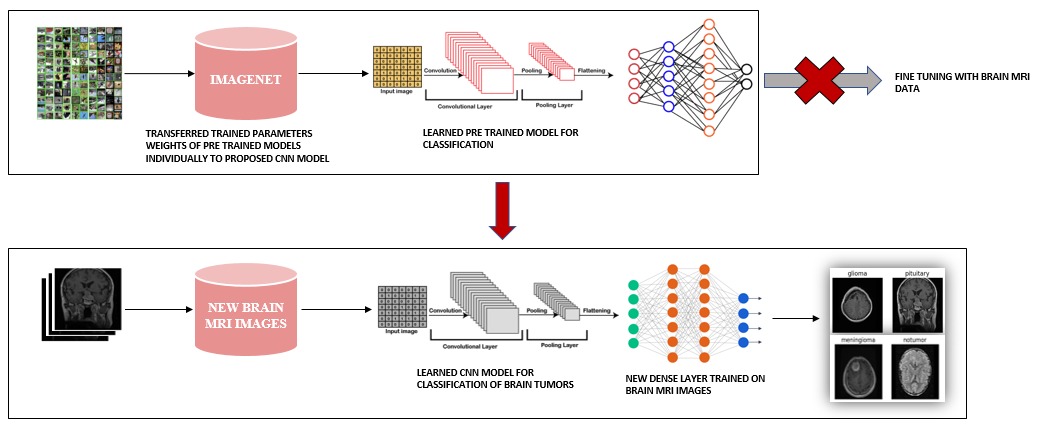 IMAGENET
Convolution
Pooling
Flattening
Input image
Convolutional Layer
Pooling Layer
TRANSFERRED TRAINED PARAMETERS
WEIGHTS OF PRE TRAINED MODELS
INDIVIDUALLY TO PROPOSED CNN MODEL
LEARNED PRE TRAINED MODEL FOR
CLASSIFICATION
FINE TUNING WITH BRAIN MRI
DATA
NEW BRAIN
MRI IMAGES
Convolution
Pooling
Flattening
Input image
Convolutional Layer
Pooling Layer
LEARNED CNN MODEL FOR
CLASSIFICATION OF BRAIN TUMORS
NEW DENSE LAYER TRAINED ON
BRAIN MRI IMAGES
glioma
pituitary
meningioma
notumor